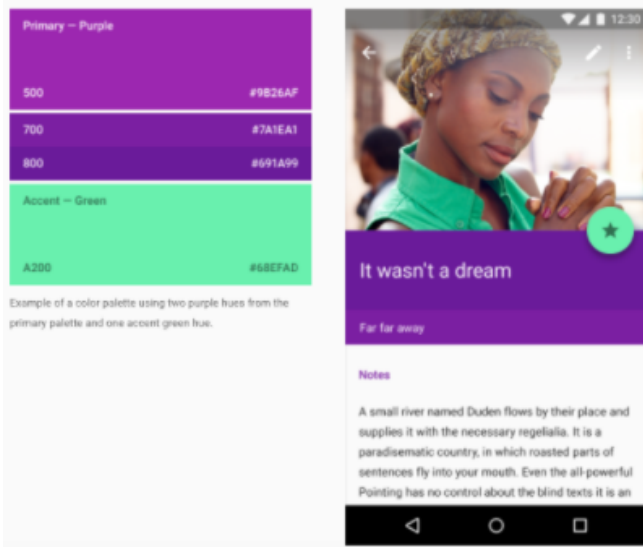 Primary — Purple
500 #9B26AF
700 #7A1EA1
800 #691A99
Accent — Green
A200 #68EFAD
Example of a color palette using two purple hues from the
primary palette and one accent green hue.
12:30
It wasn't a dream
Far far away
Notes
A small river named Duden flows by their place and
supplies it with the necessary regelialia. It is a
paradisematic country, in which roasted parts of
sentences fly into your mouth. Even the all-powerful
Pointing has no control about the blind texts it is an